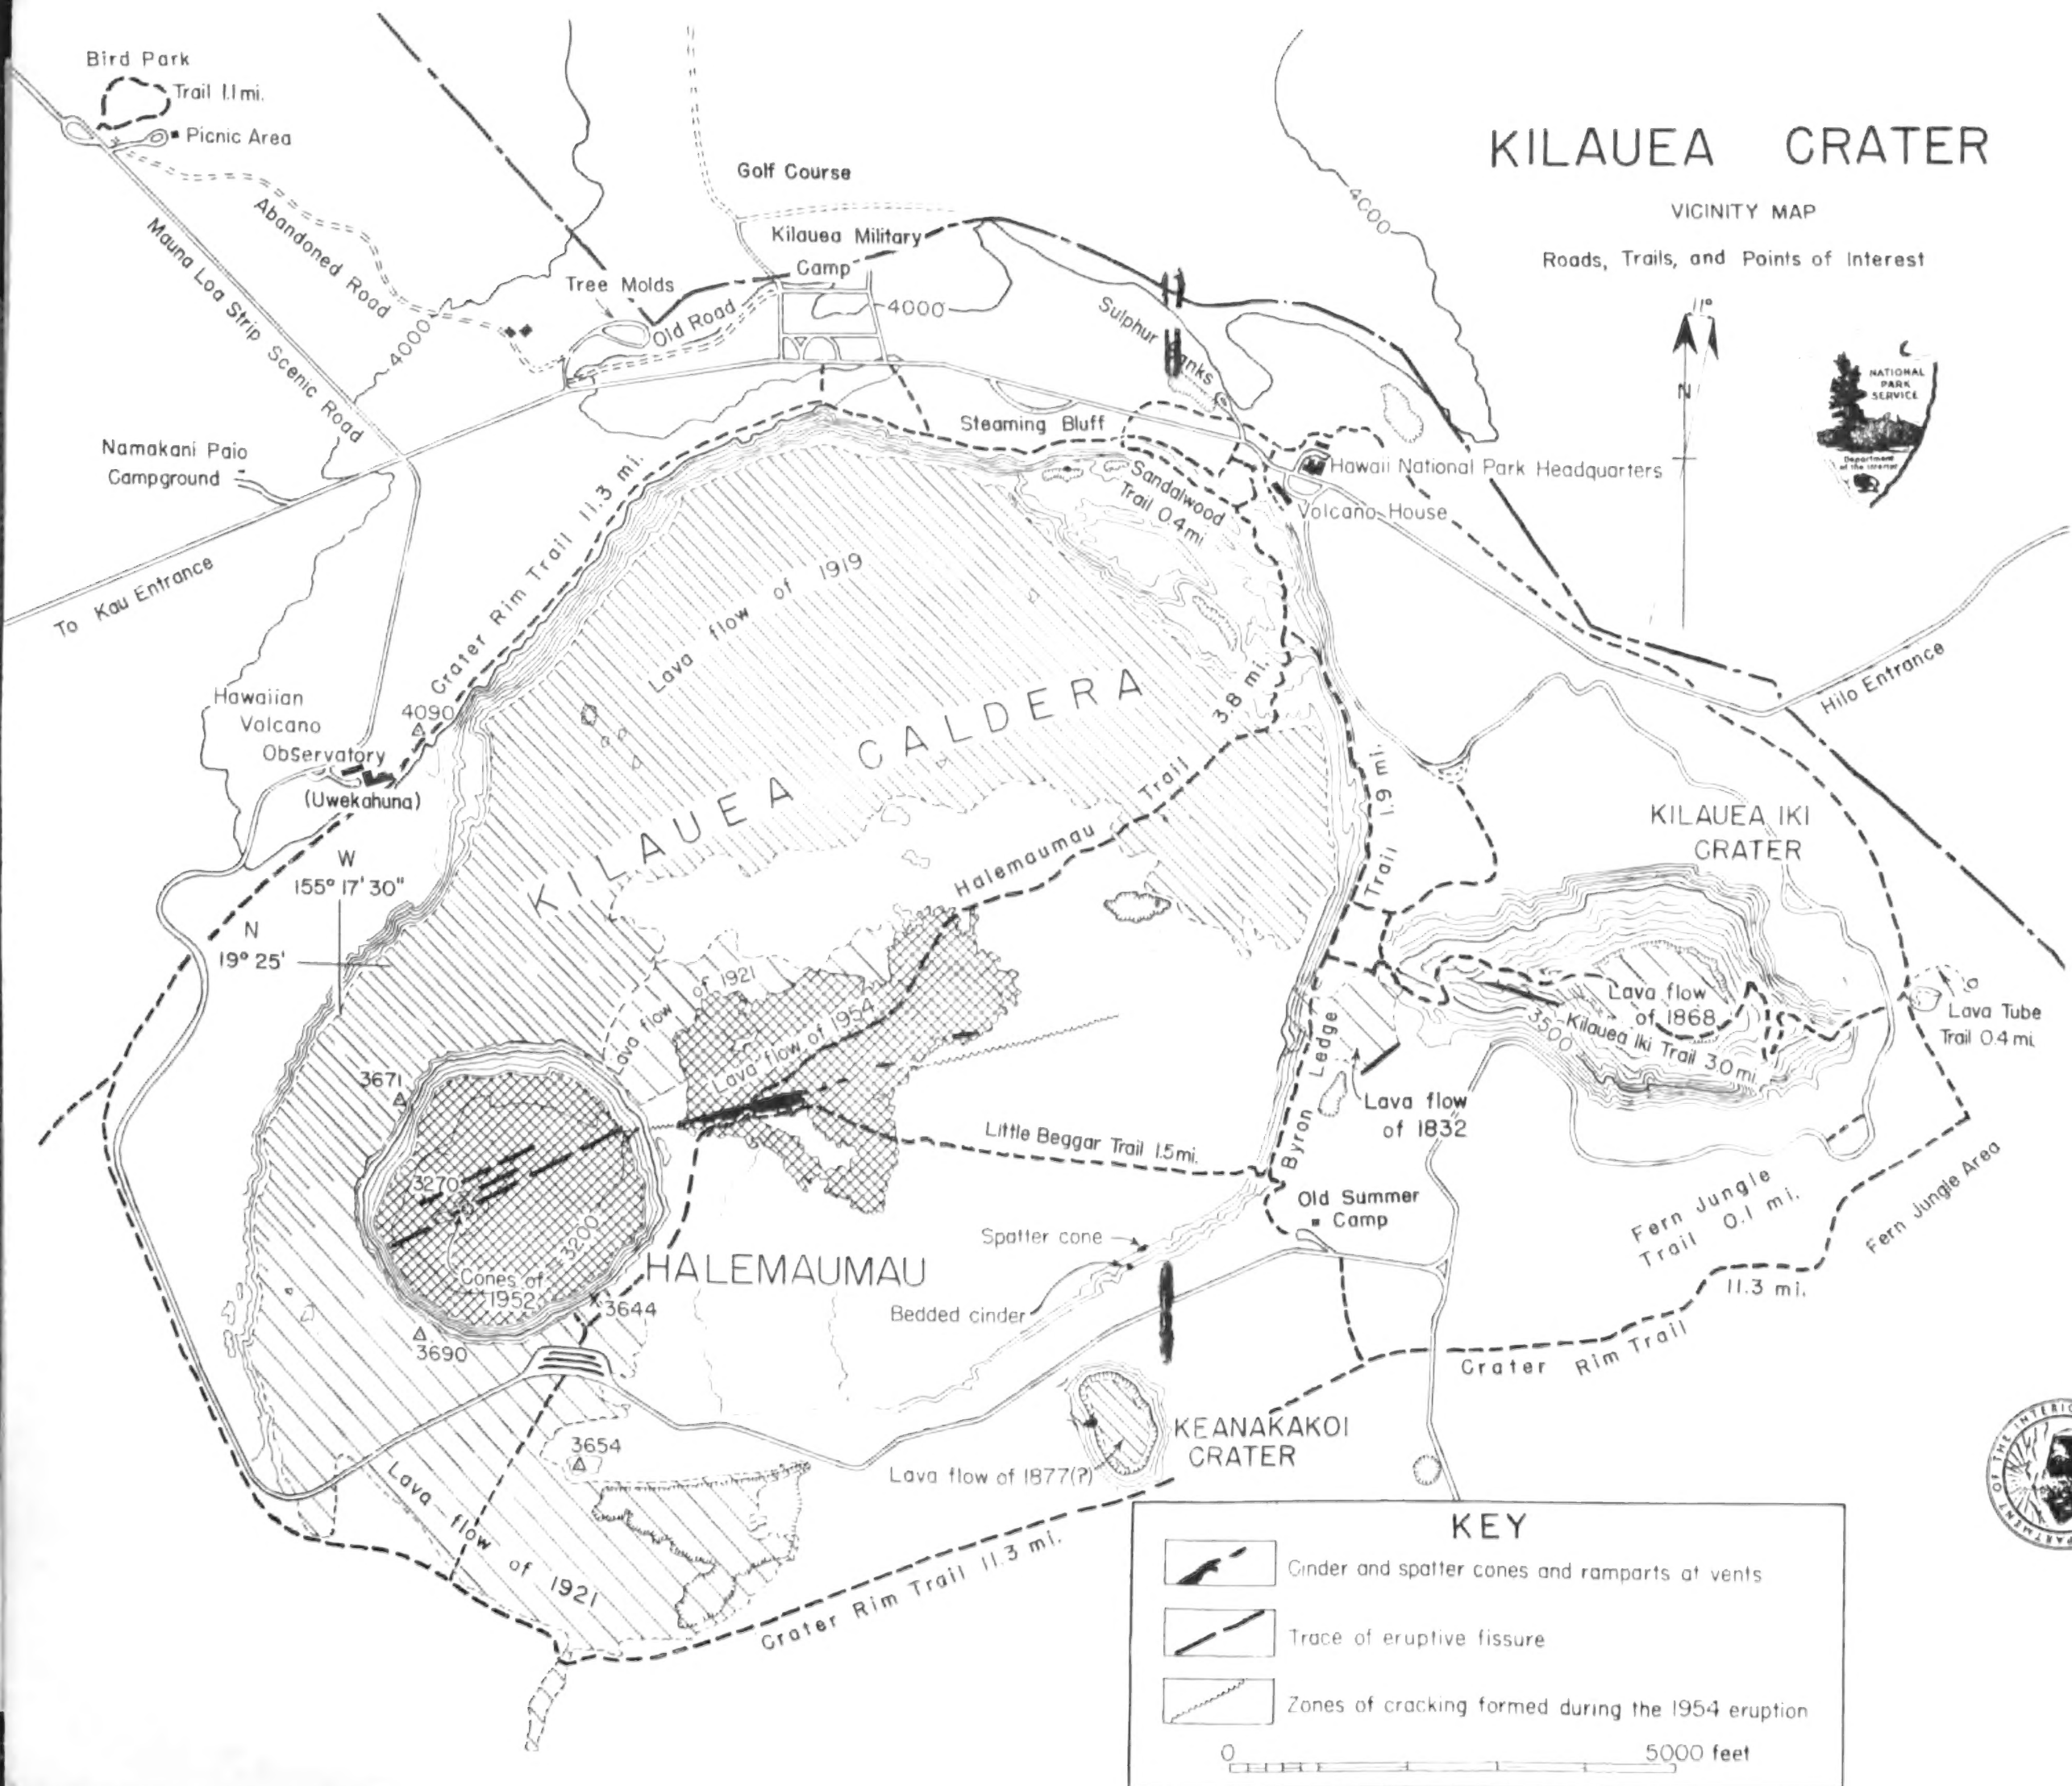 Bird Park
Trail 1.1 mi.
Picnic Area
Abandoned Road
Mauna Loa Strip Scenic Road
4000
Golf Course
Kilauea Military
Camp
Tree Molds
Old Road
4000
Sulphur
4000
KILAUEA CRATER
VICINITY MAP
Roads, Trails, and Points of Interest
11°
N
NATIONAL
PARK
SERVICE
Department
of the Interior
Namakani Paio
Campground
To Kau Entrance
Steaming Bluff
Sandalwood
Trail 0.4 mi
Hawaii National Park Headquarters
Volcano House
Hilo Entrance
Crater Rim Trail 11.3 mi.
Lava flow of 1919
Hawaiian
Volcano
Observatory
(Uwekahuna)
4090
KILAUEA CALDERA
Halemaumau Trail 3.8 mi.
Trail 1.9 mi.
KILAUEA IKI
CRATER
W
155° 17' 30"
N
19° 25'
Lava flow of 1921
Lava flow of 1954
Lava flow
of 1868
3500
Kilauea Iki Trail 3.0 mi.
Lava Tube
Trail 0.4 mi.
Byron Ledge
Lava flow
of 1832
3671
3270
3200
Cones of
1952
Little Beggar Trail 1.5 mi.
Old Summer
Camp
Spatter cone
Bedded cinder
Fern Jungle
Trail 0.1 mi.
Fern Jungle Area
HALEMAUMAU
3644
3690
11.3 mi.
Crater Rim Trail
3654
KEANAKAKOI
CRATER
Lava flow of 1877(?)
Lava flow of 1921
Crater Rim Trail 11.3 mi.
KEY
Cinder and spatter cones and ramparts at vents
Trace of eruptive fissure
Zones of cracking formed during the 1954 eruption
0 5000 feet
OF THE INTERIO